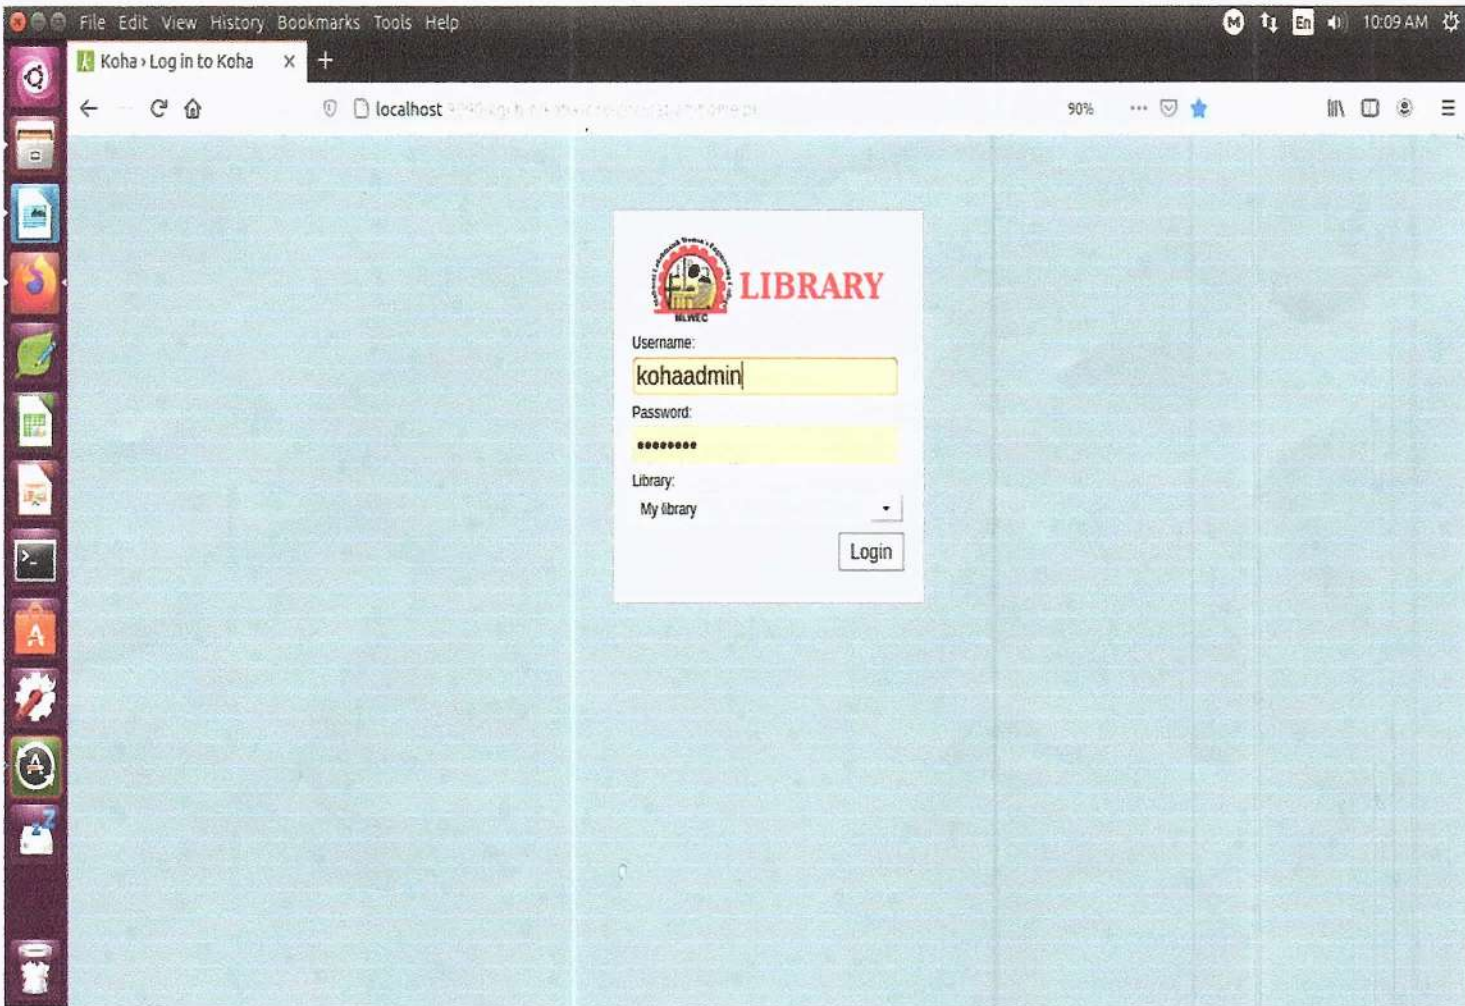 File Edit View History Bookmarks Tools Help
M
En
10:09 AM
Koha › Log in to Koha
localhost
90%
MLWEC
LIBRARY
Username:
kohaadmin
Password:
••••••••
Library:
My library
Login